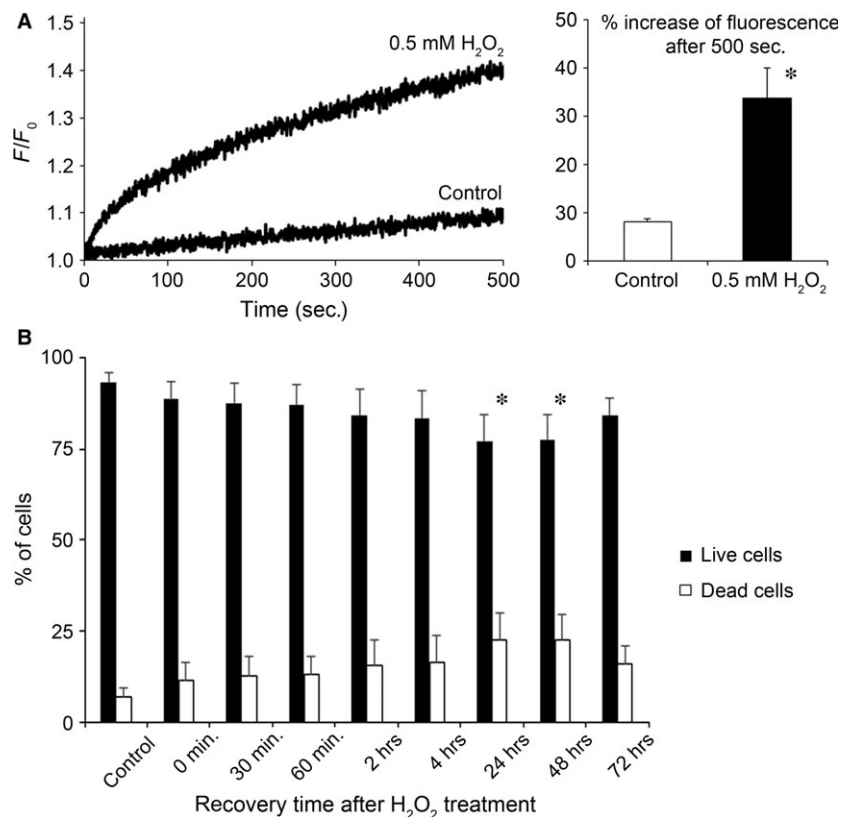 A
1.5
1.4
1.3
1.2
1.1
1.0
F/F₀
0.5 mM H₂O₂
Control
0
100
200
300
400
500
Time (sec.)
% increase of fluorescence
after 500 sec.
50
40
30
20
30
0
*
Control
0.5 mM H₂O₂
B
100
75
50
25
0
% of cells
*
*
Live cells
Dead cells
Control
0 min.
30 min.
60 min.
2 hrs
4 hrs
24 hrs
48 hrs
72 hrs
Recovery time after H₂O₂ treatment